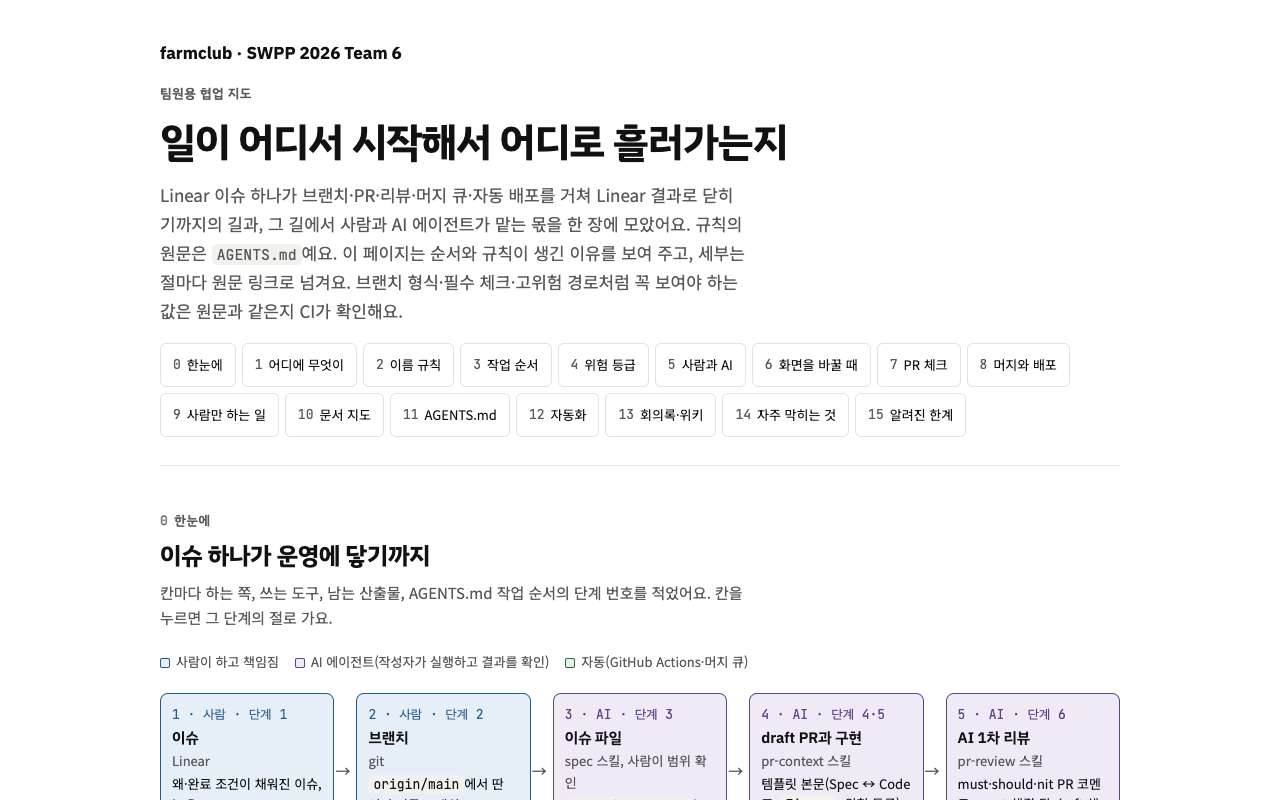 farmclub · SWPP 2026 Team 6
팀원용 협업 지도
일이 어디서 시작해서 어디로 흘러가는지
Linear 이슈 하나가 브랜치·PR·리뷰·머지 큐·자동 배포를 거쳐 Linear 결과로 닫히
기까지의 길과, 그 길에서 사람과 AI 에이전트가 맡는 몫을 한 장에 모았어요. 규칙의
원문은 AGENTS.md예요. 이 페이지는 순서와 규칙이 생긴 이유를 보여 주고, 세부는
절마다 원문 링크로 넘겨요. 브랜치 형식·필수 체크·고위험 경로처럼 꼭 보여야 하는
값은 원문과 같은지 CI가 확인해요.
0 한눈에 1 어디에 무엇이 2 이름 규칙 3 작업 순서 4 위험 등급 5 사람과 AI 6 화면을 바꿀 때 7 PR 체크 8 머지와 배포
9 사람만 하는 일 10 문서 지도 11 AGENTS.md 12 자동화 13 회의록·위키 14 자주 막히는 것 15 알려진 한계
0 한눈에
이슈 하나가 운영에 닿기까지
칸마다 하는 쪽, 쓰는 도구, 남는 산출물, AGENTS.md 작업 순서의 단계 번호를 적었어요. 칸을
누르면 그 단계의 절로 가요.
사람이 하고 책임짐 AI 에이전트(작성자가 실행하고 결과를 확인) 자동(GitHub Actions·머지 큐)
1 · 사람 · 단계 1
이슈
Linear
왜·완료 조건이 채워진 이슈,
→
2 · 사람 · 단계 2
브랜치
git
origin/main 에서 딴
→
3 · AI · 단계 3
이슈 파일
spec 스킬, 사람이 범위 확
인
→
4 · AI · 단계 4·5
draft PR과 구현
pr-context 스킬
템플릿 본문(Spec ↔ Code
→
5 · AI · 단계 6
AI 1차 리뷰
pr-review 스킬
must·should·nit PR 코멘